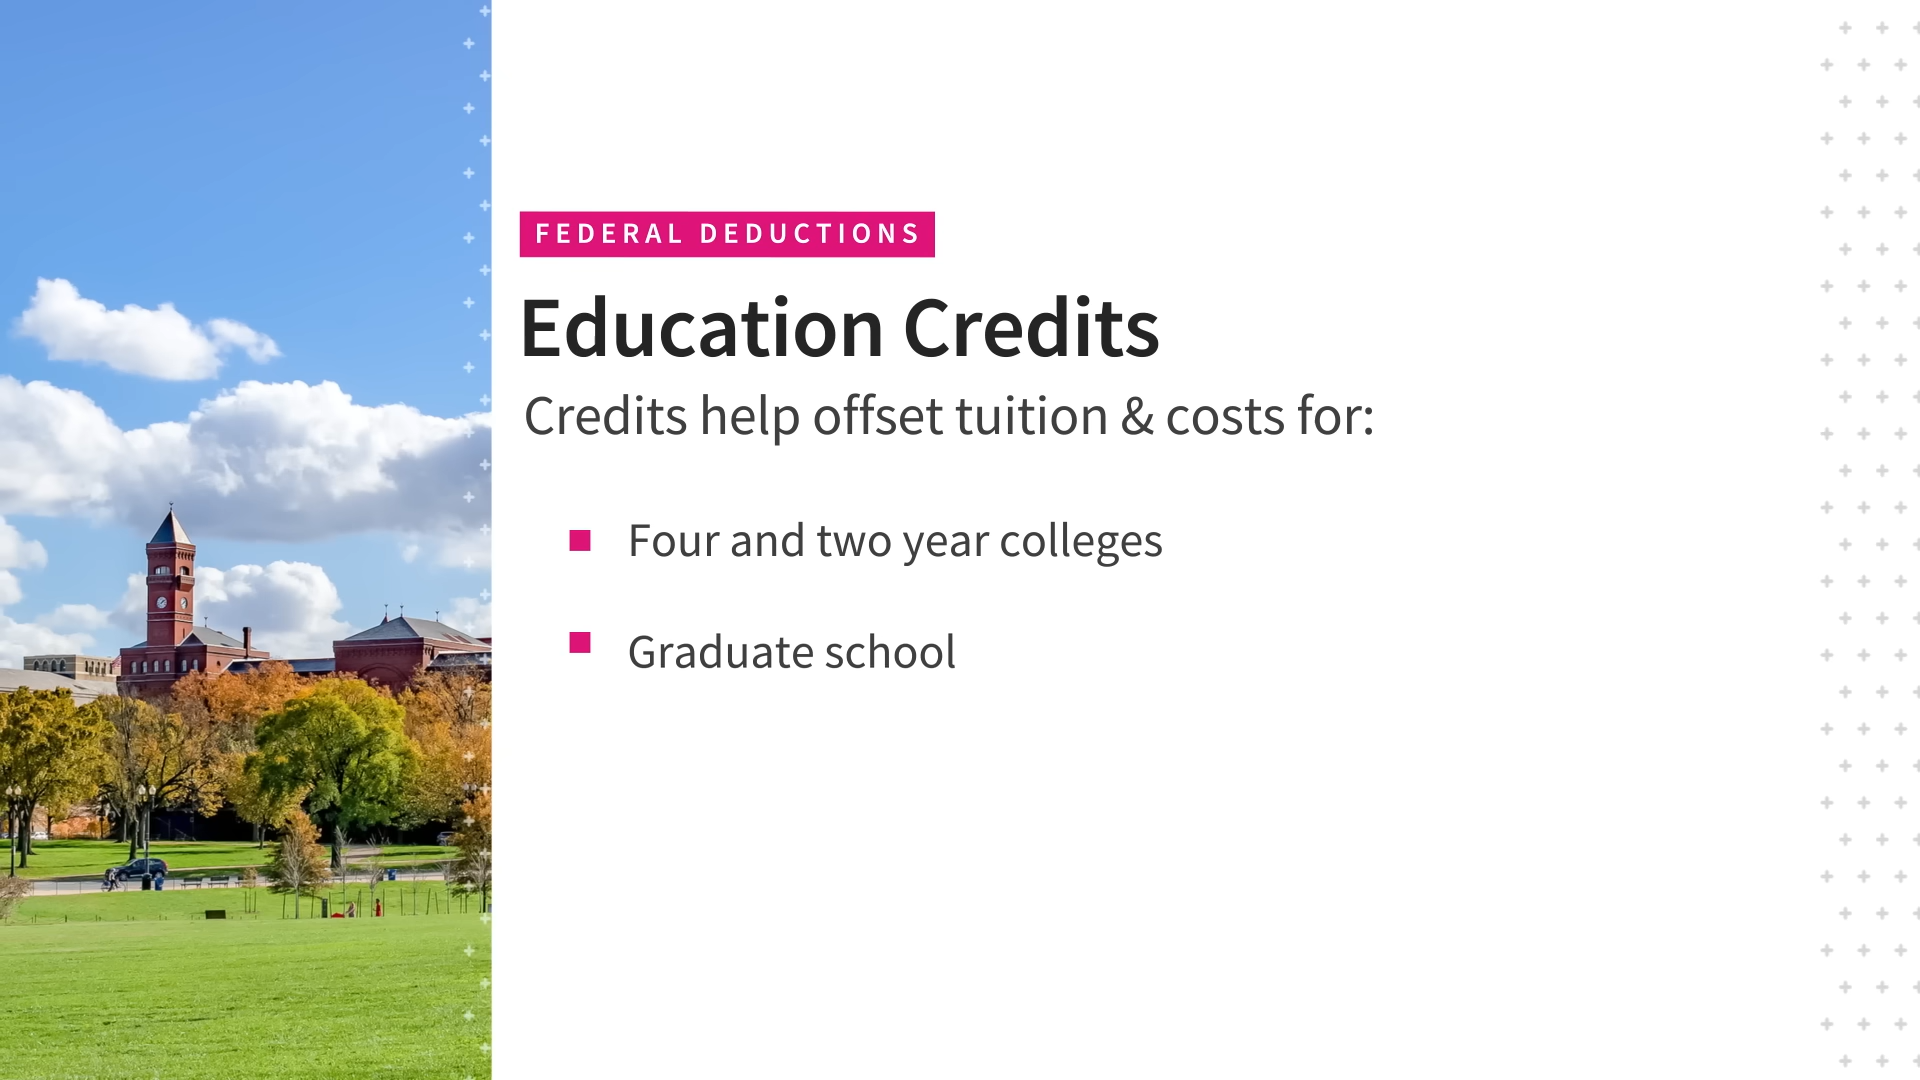 FEDERAL DEDUCTIONS
Education Credits
Credits help offset tuition & costs for:
Four and two year colleges
Graduate school